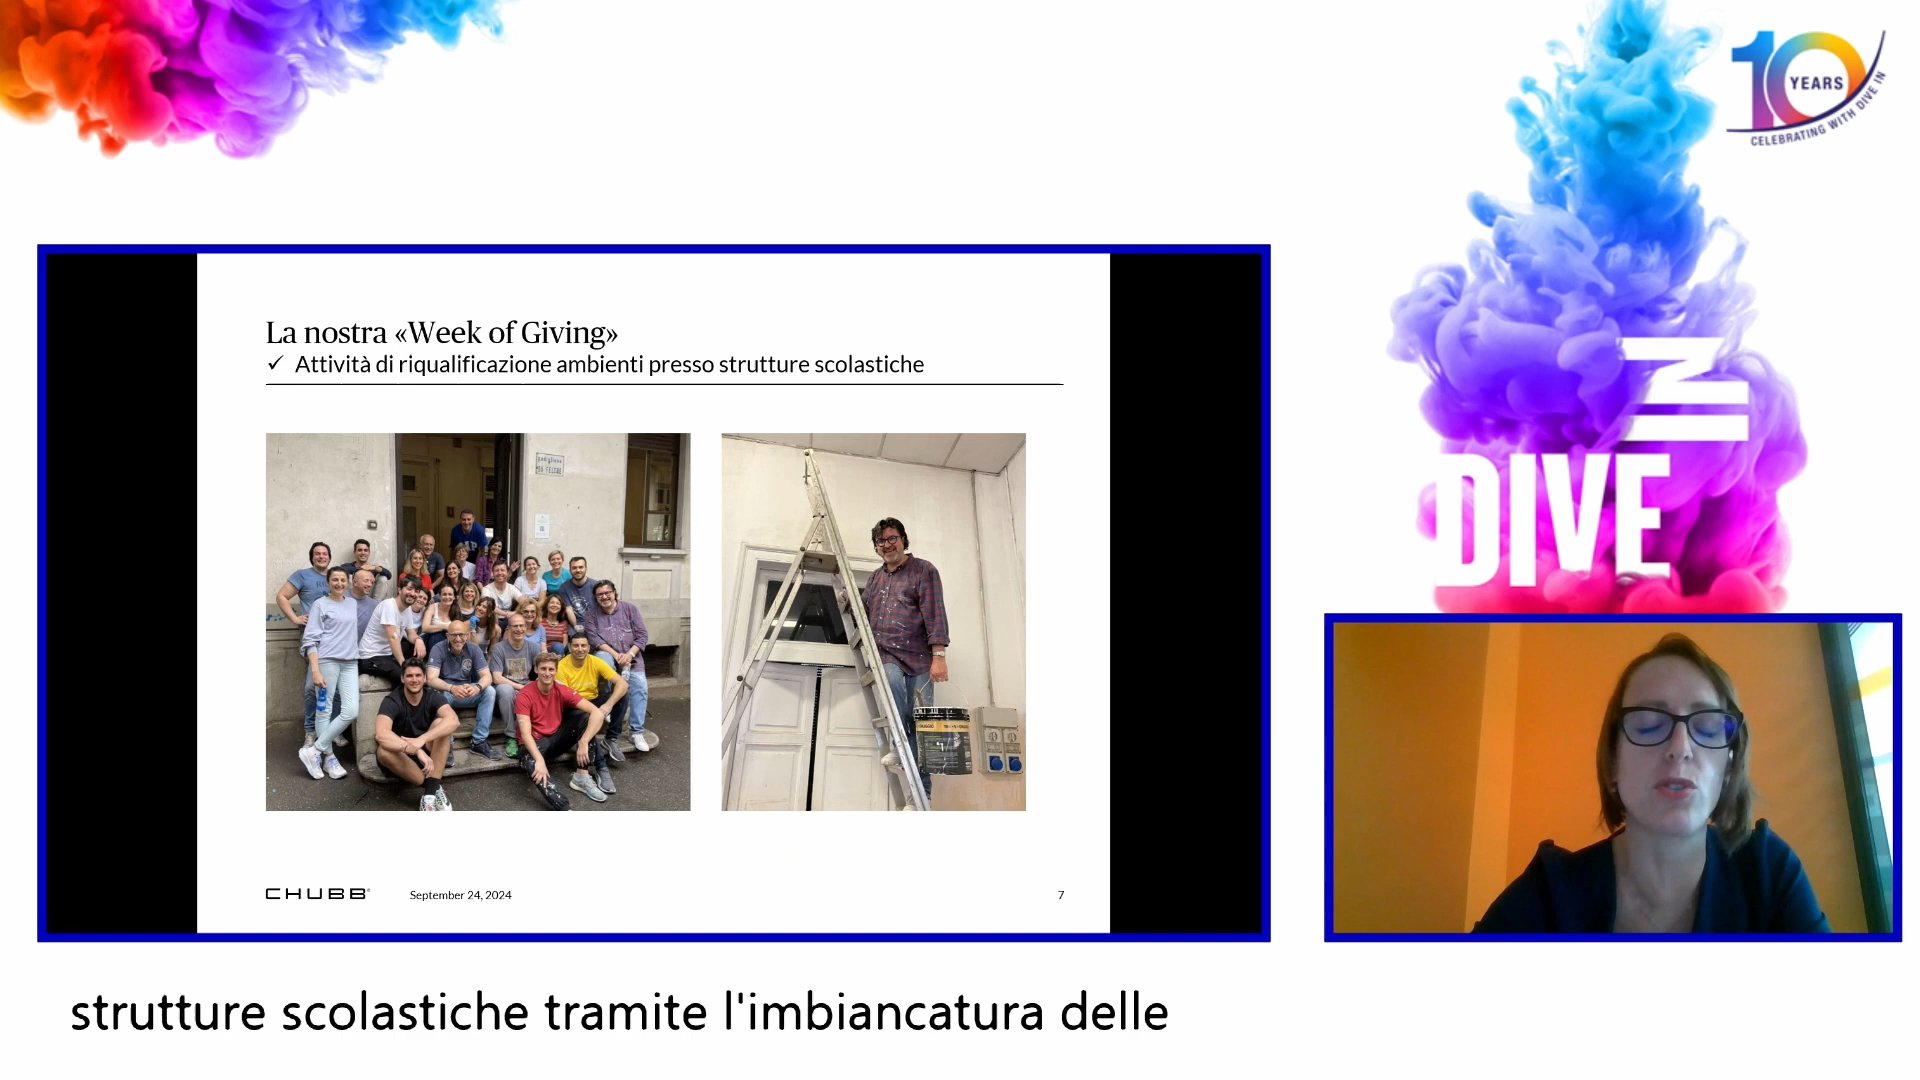 10
YEARS
CELEBRATING WITH DIVE IN
La nostra «Week of Giving»
✓ Attività di riqualificazione ambienti presso strutture scolastiche
CHUBB
September 24, 2024
7
DIVE IN
strutture scolastiche tramite l'imbiancatura delle